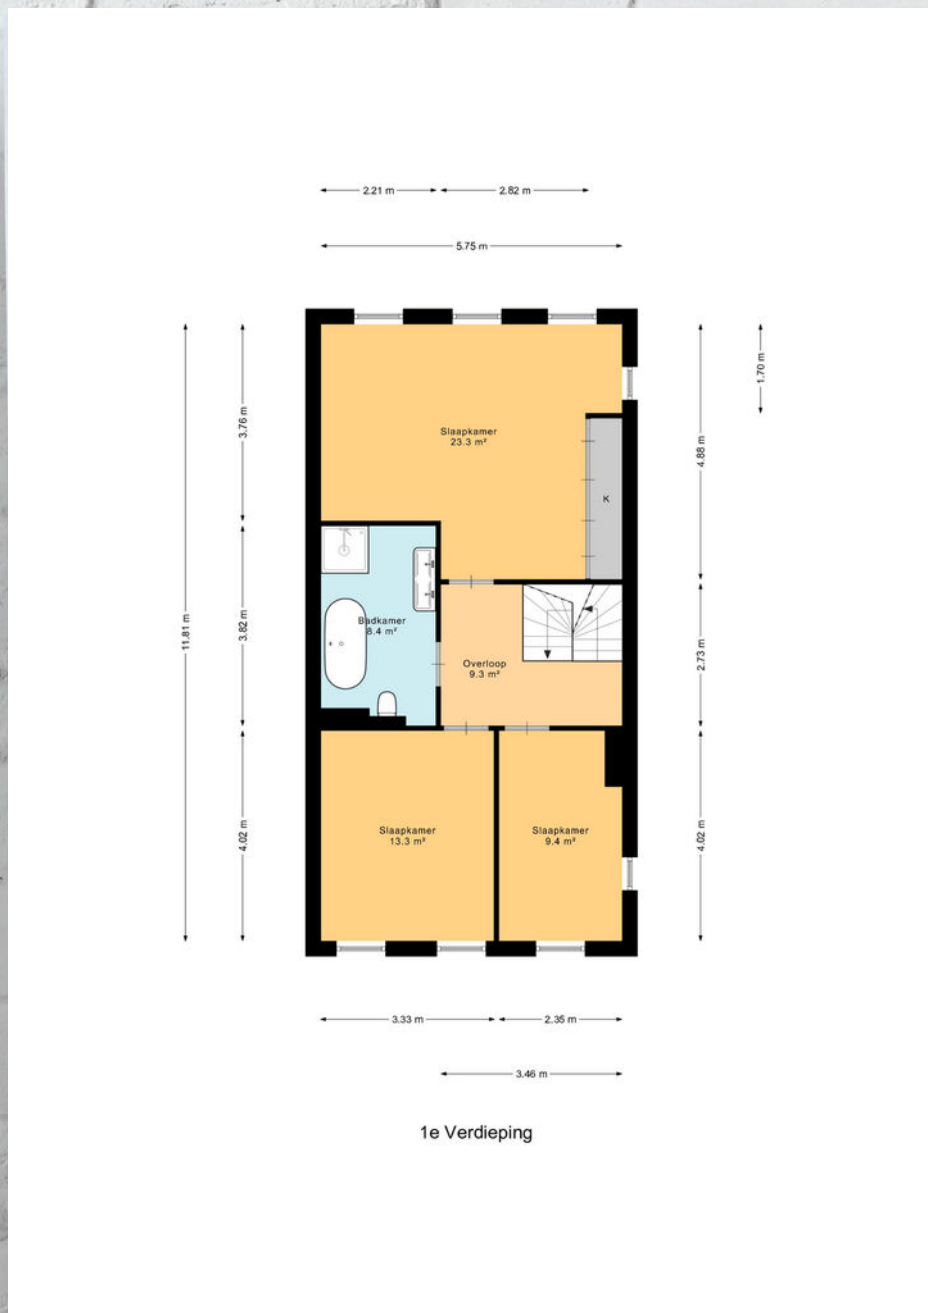 2.21 m
2.82 m
5.75 m
1.70 m
3.76 m
4.88 m
Slaapkamer
23.3 m²
K
11.81 m
3.82 m
Badkamer
8.4 m²
2.73 m
Overloop
9.3 m²
4.02 m
Slaapkamer
13.3 m²
Slaapkamer
9.4 m²
4.02 m
3.33 m
2.35 m
3.46 m
1e Verdieping